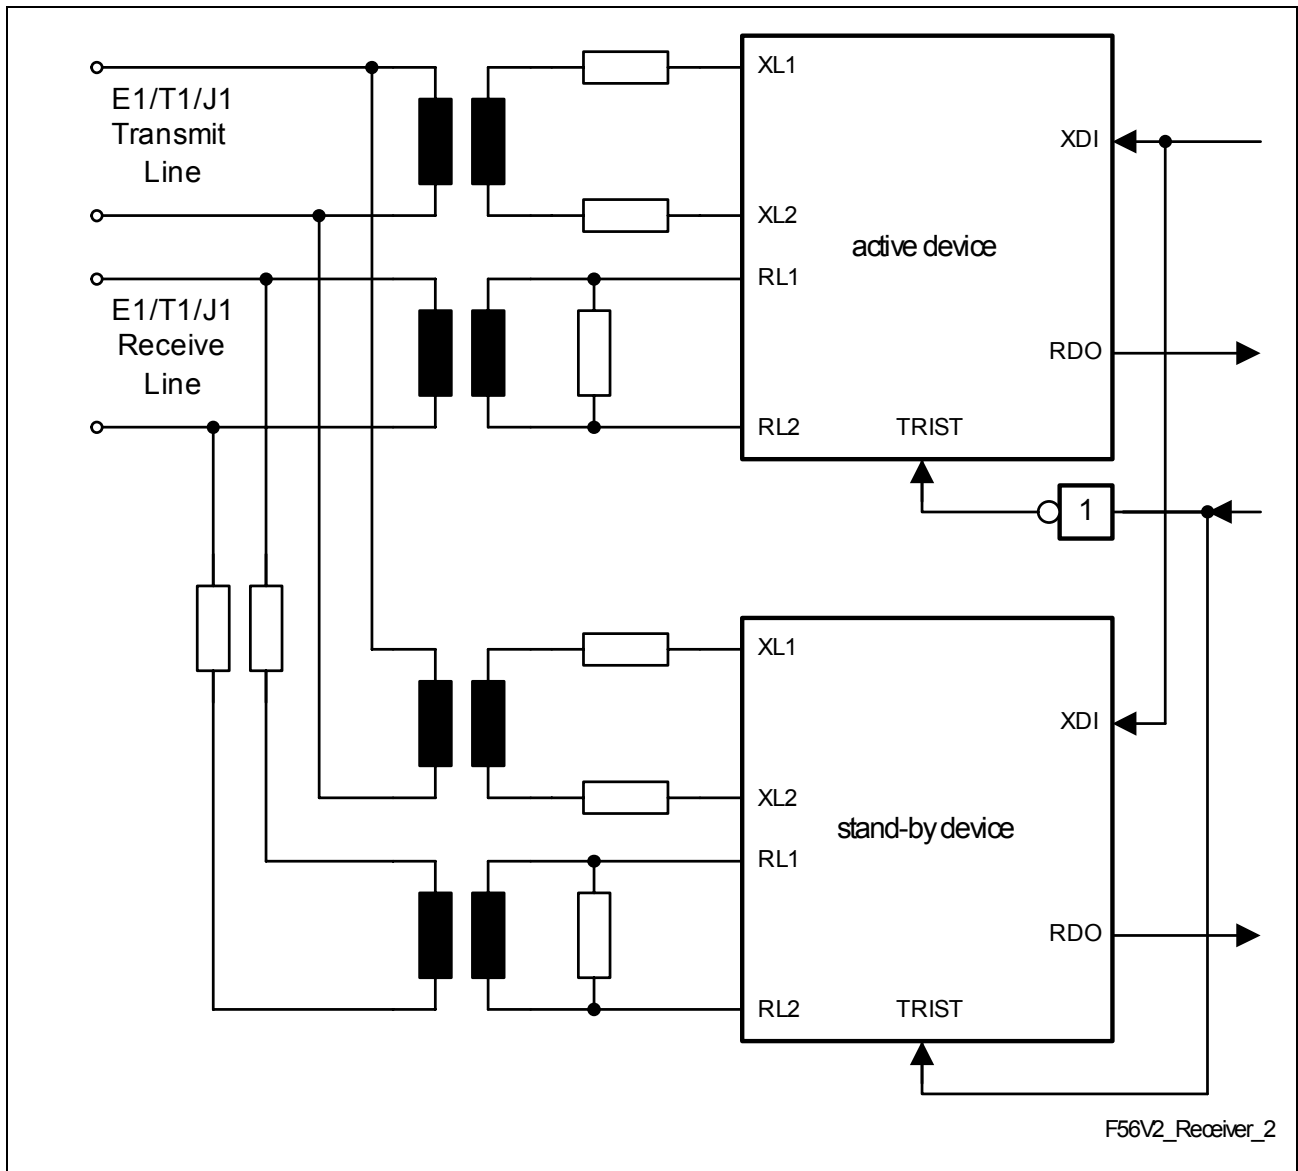 E1/T1/J1
Transmit
Line
XL1
XDI
XL2
active device
RL1
E1/T1/J1
Receive
Line
RDO
RL2
TRIST
1
XL1
XDI
XL2
stand-by device
RL1
RDO
RL2
TRIST
F56V2_Receiver_2